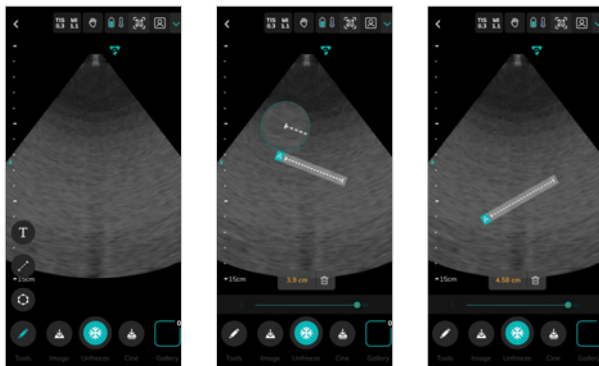 TIS MI
0.3 1.1
T
15cm
Tools Image Unfreeze Cine Gallery
TIS MI
0.3 1.1
A
15cm
3.9 cm
Tools Image Unfreeze Cine Gallery
TIS MI
0.3 1.1
A
15cm
4.58 cm
Tools Image Unfreeze Cine Gallery